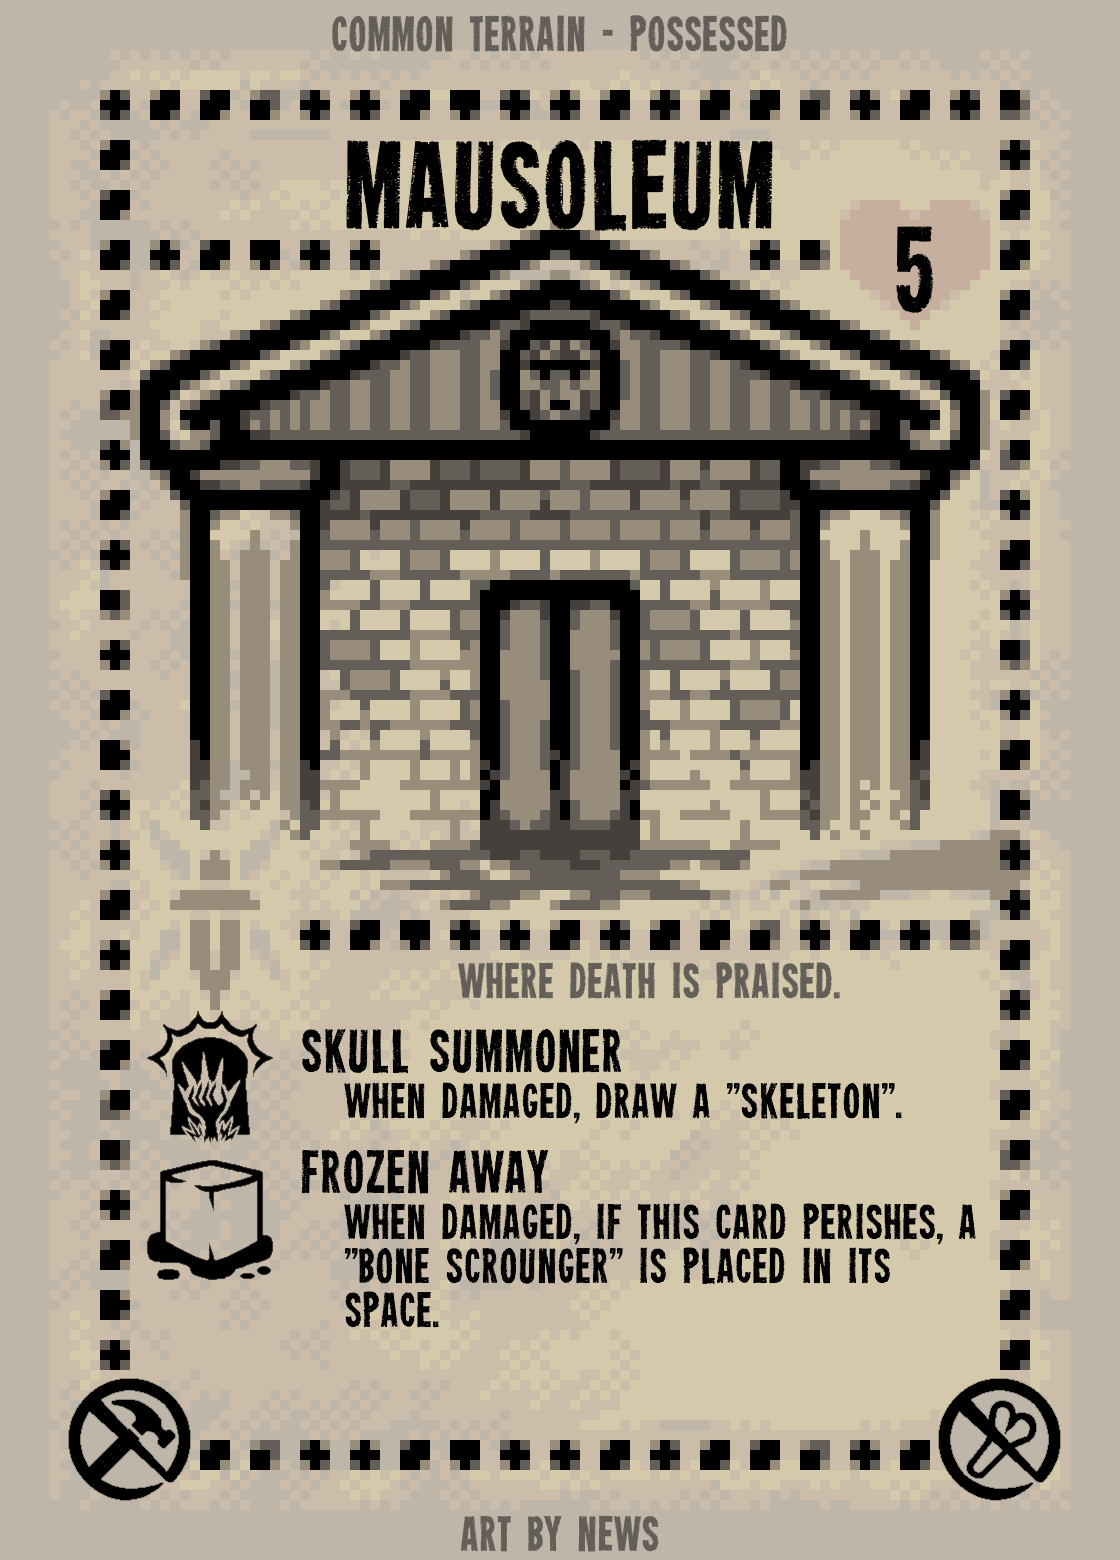 COMMON TERRAIN - POSSESSED
MAUSOLEUM
5
WHERE DEATH IS PRAISED.
SKULL SUMMONER
WHEN DAMAGED, DRAW A "SKELETON".
FROZEN AWAY
WHEN DAMAGED, IF THIS CARD PERISHES, A
"BONE SCROUNGER" IS PLACED IN ITS
SPACE.
ART BY NEWS